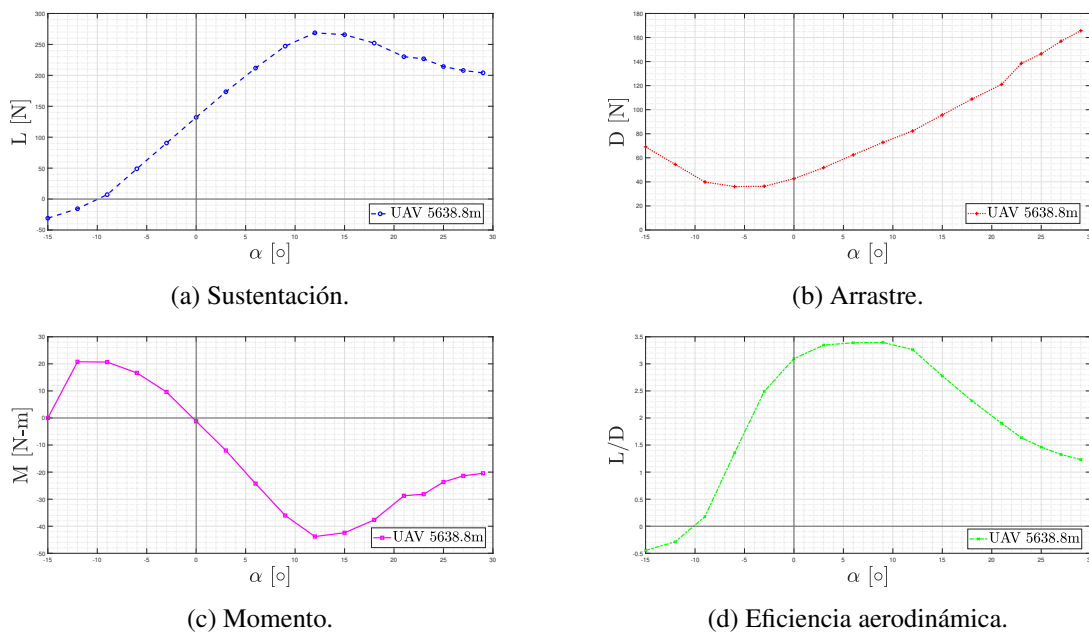 300
250
200
150
100
50
0
-50
L [N]
-15 -10 -5 0 5 10 15 20 25 30
α [○]
UAV 5638.8m
(a) Sustentación.
180
160
140
120
100
80
60
40
20
0
D [N]
-15 -10 -5 0 5 10 15 20 25 30
α [○]
UAV 5638.8m
(b) Arrastre.
30
20
10
0
-10
-20
-30
-40
-50
M [N-m]
-15 -10 -5 0 5 10 15 20 25 30
α [○]
UAV 5638.8m
(c) Momento.
3.5
3
2.5
2
1.5
1
0.5
0
-0.5
L/D
-15 -10 -5 0 5 10 15 20 25 30
α [○]
UAV 5638.8m
(d) Eficiencia aerodinámica.